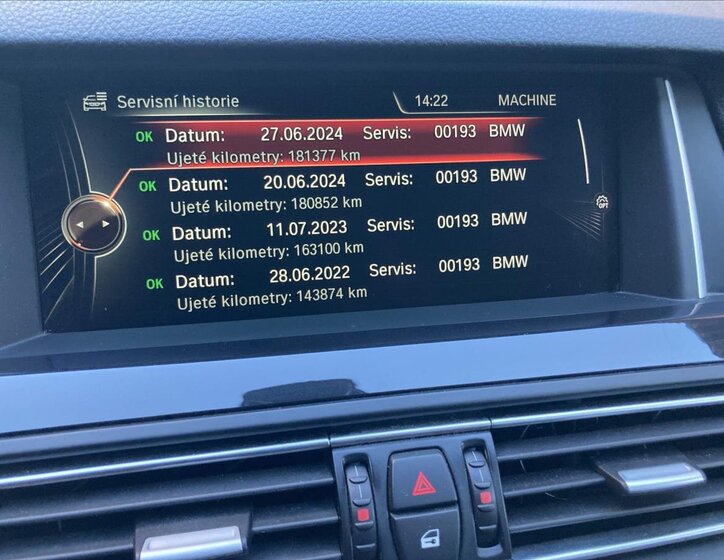 Servisní historie 14:22 MACHINE
OK Datum: 27.06.2024 Servis: 00193 BMW
Ujeté kilometry: 181377 km
OK Datum: 20.06.2024 Servis: 00193 BMW
Ujeté kilometry: 180852 km
OK Datum: 11.07.2023 Servis: 00193 BMW
Ujeté kilometry: 163100 km
OK Datum: 28.06.2022 Servis: 00193 BMW
Ujeté kilometry: 143874 km
OPT